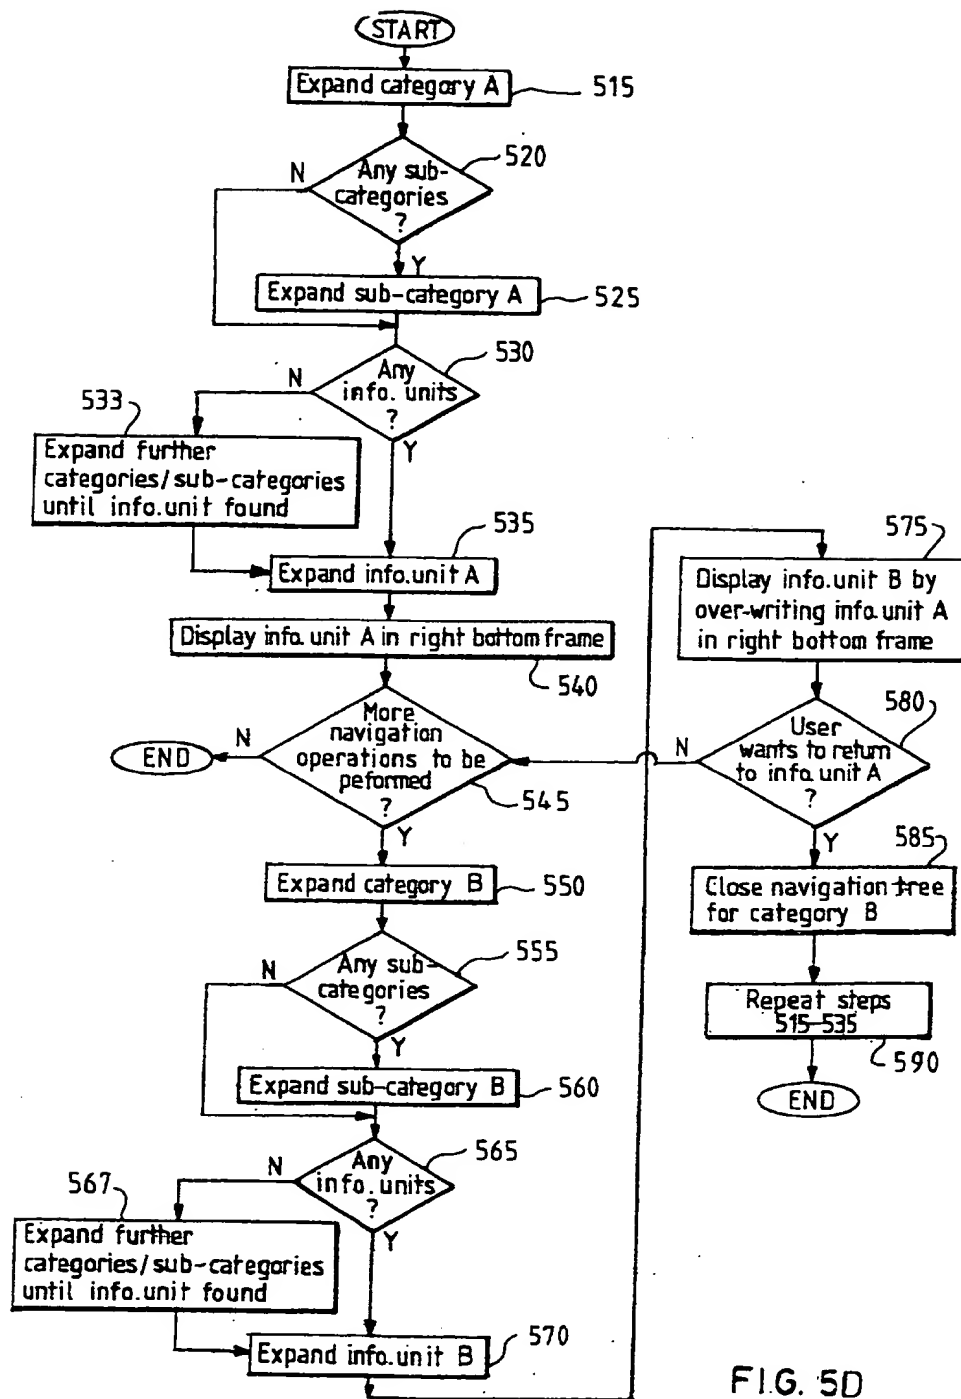 START
Expand category A
515
520
N
Any sub-
categories
?
Y
Expand sub-category A
525
530
N
Any
info. units
?
Y
533
Expand further
categories/sub-categories
until info.unit found
535
Expand info.unit A
Display info.unit A in right bottom frame
540
More
navigation
operations to be
peformed
?
545
N
END
Y
Expand category B
550
555
N
Any sub-
categories
?
Y
Expand sub-category B
560
565
N
Any
info.units
?
Y
567
Expand further
categories/sub-categories
until info.unit found
570
Expand info.unit B
575
Display info.unit B by
over-writing info.unit A
in right bottom frame
580
User
wants to return
to info.unit A
?
N
Y
585
Close navigation tree
for category B
Repeat steps
515-535
590
END
FIG. 5D